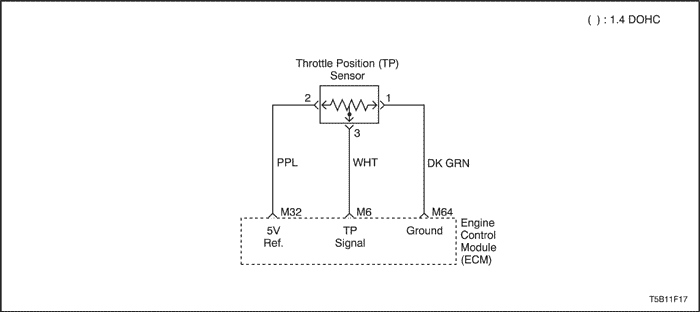 ( ) : 1.4 DOHC
Throttle Position (TP)
Sensor
2
1
3
PPL
WHT
DK GRN
M32
M6
M64
5V
Ref.
TP
Signal
Ground
Engine
Control
Module
(ECM)
T5B11F17